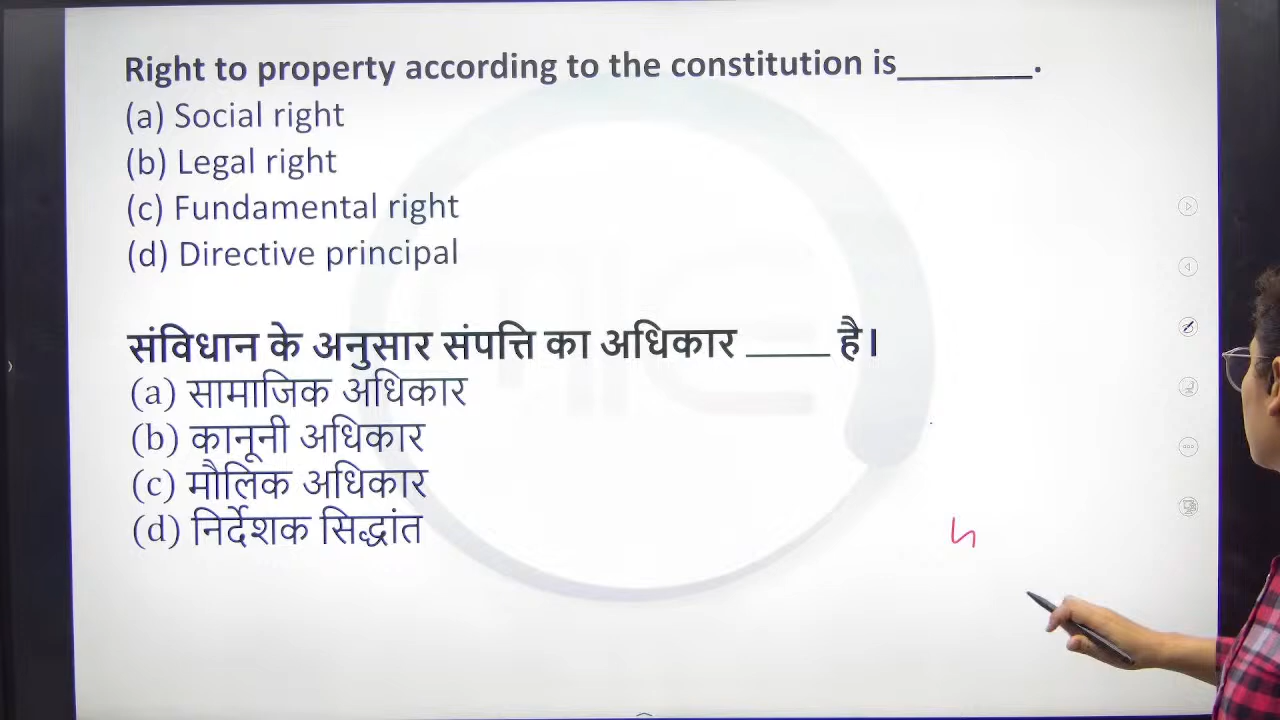 Right to property according to the constitution is_______.
(a) Social right
(b) Legal right
(c) Fundamental right
(d) Directive principal
संविधान के अनुसार संपत्ति का अधिकार _____ है।
(a) सामाजिक अधिकार
(b) कानूनी अधिकार
(c) मौलिक अधिकार
(d) निर्देशक सिद्धांत